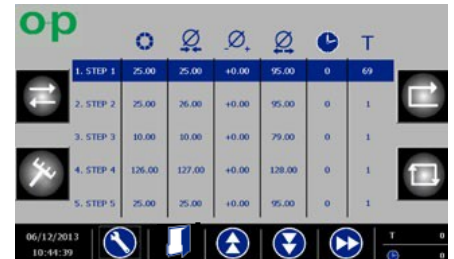 op
T
1. STEP 1 25.00 25.00 +0.00 95.00 0 69
2. STEP 2 25.00 26.00 +0.00 95.00 0 1
3. STEP 3 10.00 10.00 +0.00 79.00 0 1
4. STEP 4 126.00 127.00 +0.00 128.00 0 1
5. STEP 5 25.00 25.00 +0.00 95.00 0 1
06/12/2013 T 0
10:44:39 0